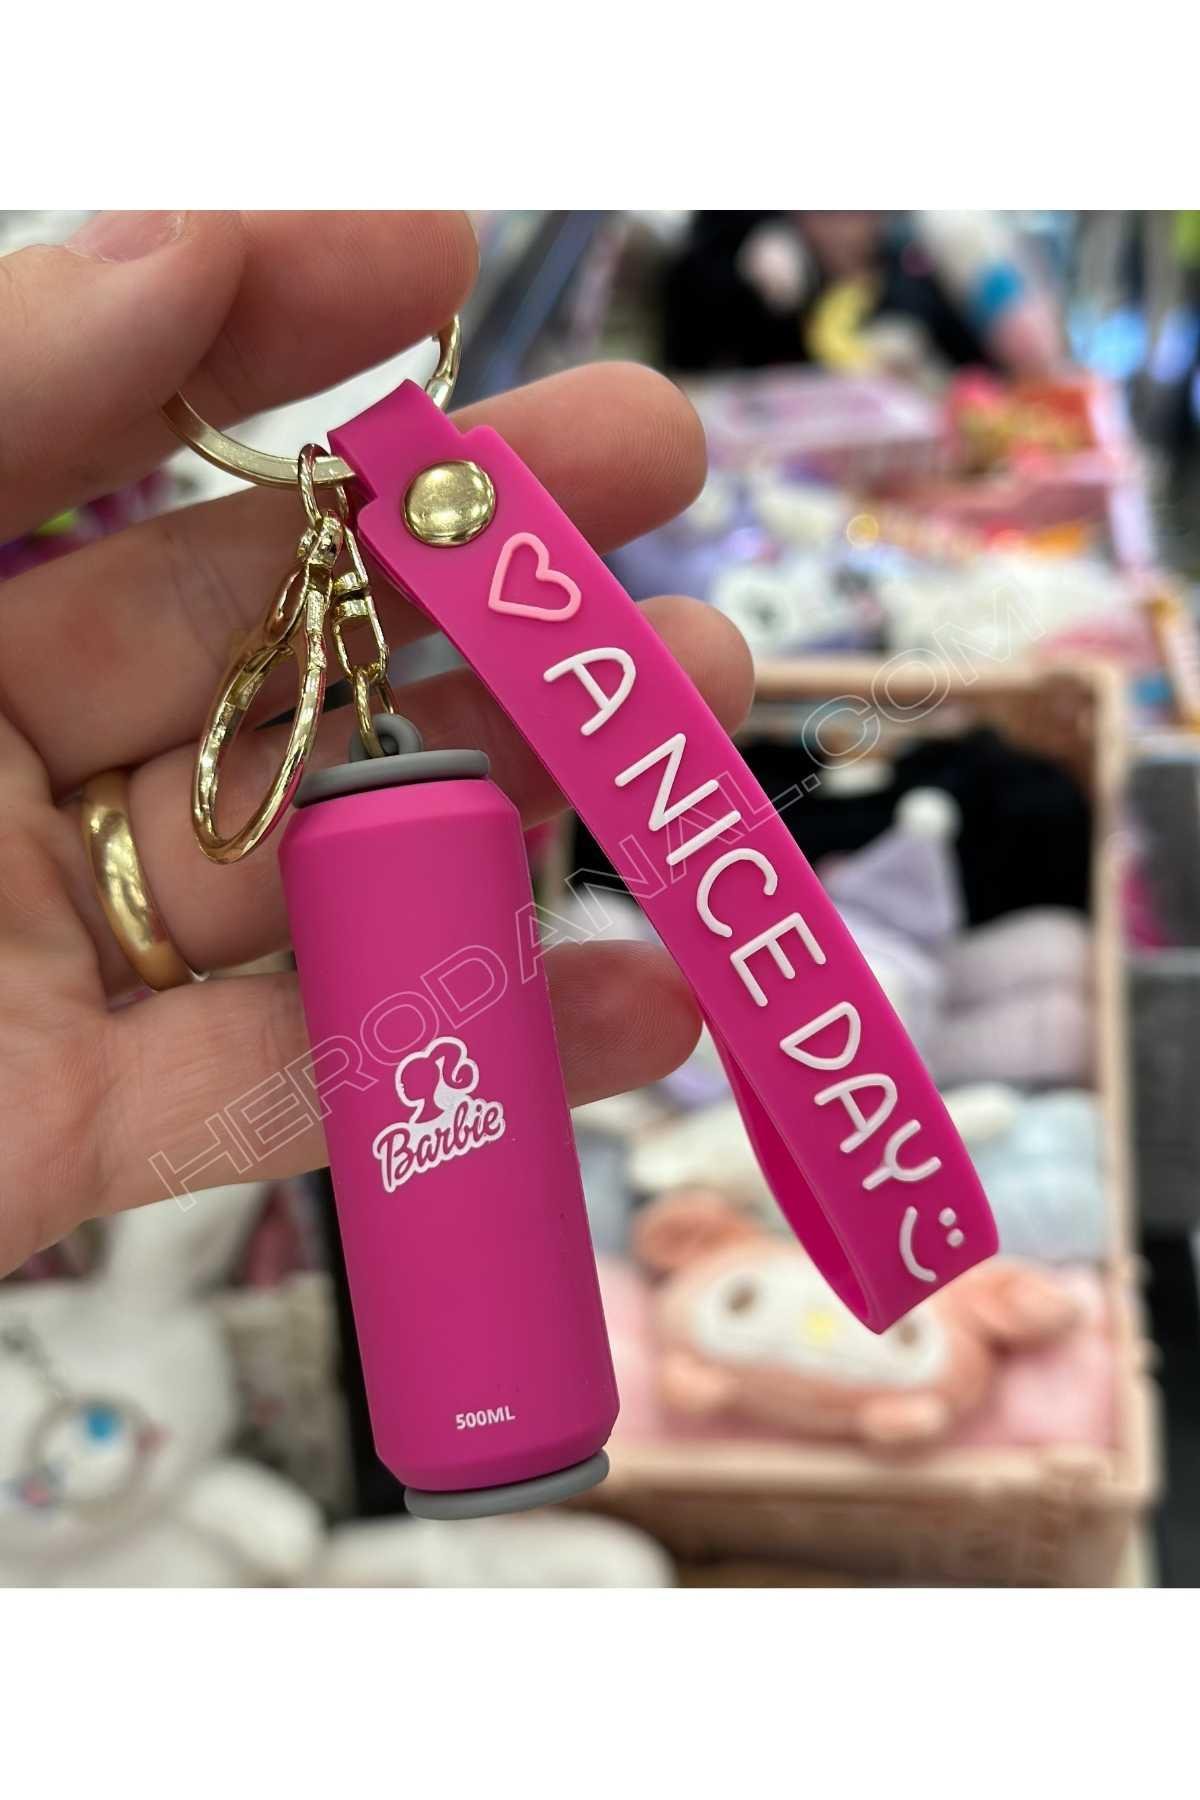 ♡ A NICE DAY
Barbie
500ML
HERODANAL.COM